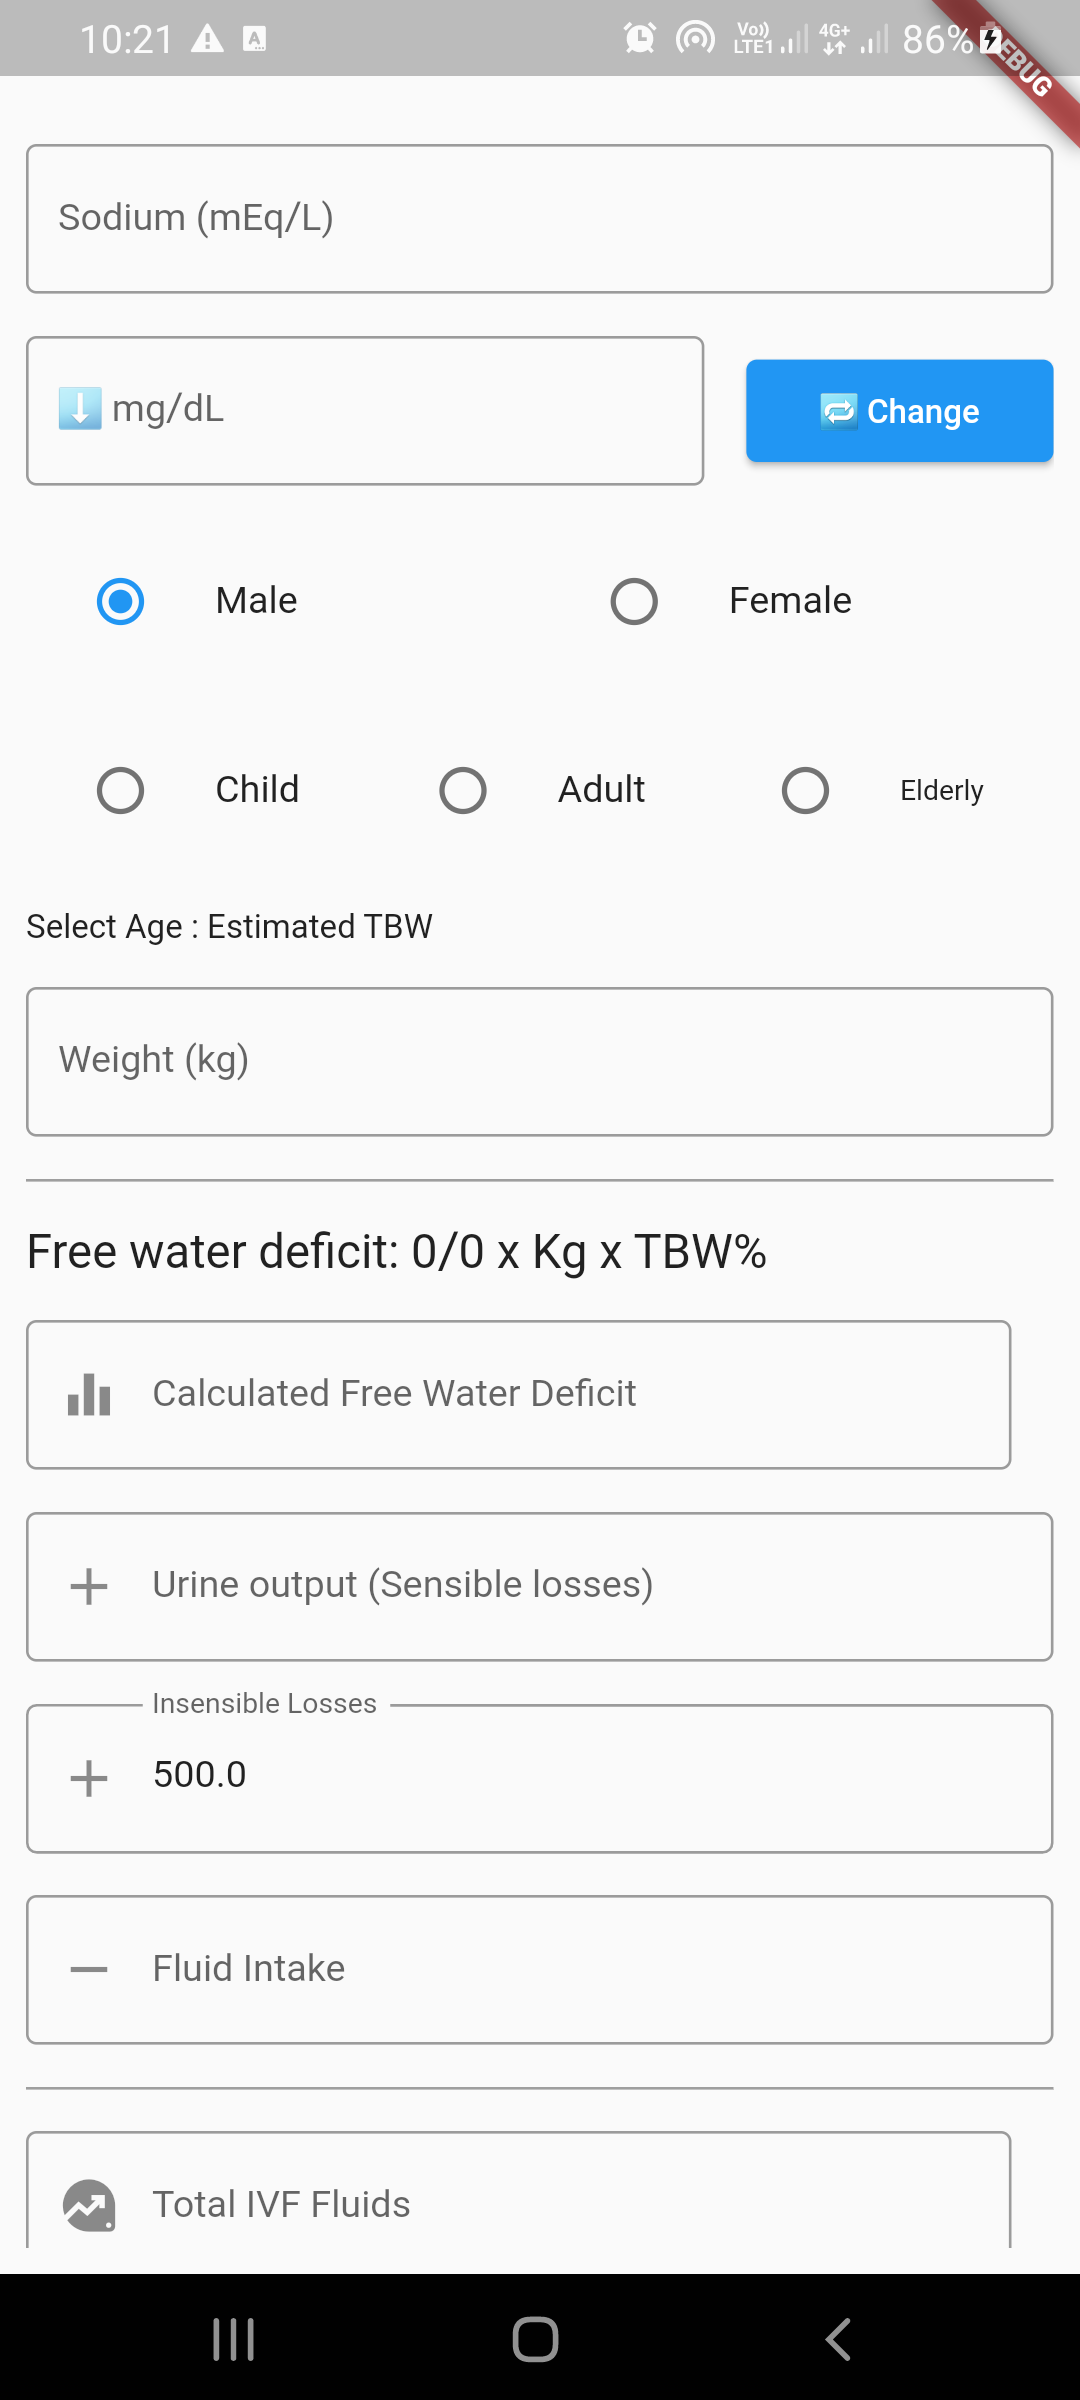 10:21 A Vo)) LTE1 4G+ 86%
Sodium (mEq/L)
⬇️ mg/dL 🔁 Change
Male Female
Child Adult Elderly
Select Age : Estimated TBW
Weight (kg)
Free water deficit: 0/0 x Kg x TBW%
Calculated Free Water Deficit
Urine output (Sensible losses)
Insensible Losses
500.0
Fluid Intake
Total IVF Fluids